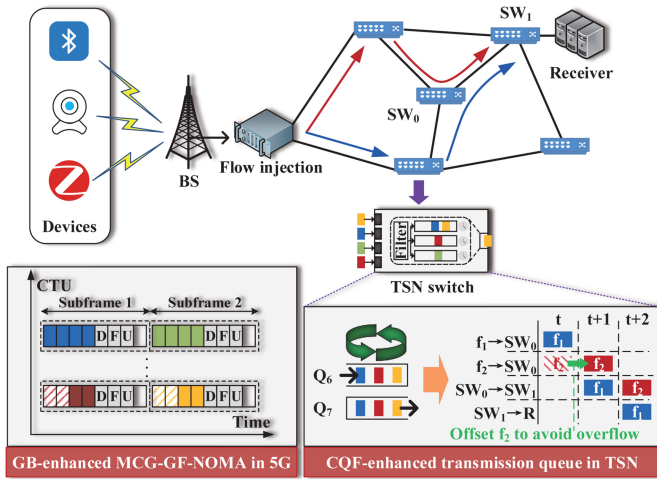 SW₁
Receiver
SW₀
Flow injection
BS
Devices
Filter
TSN switch
CTU
Subframe 1
Subframe 2
D F U
D F U
D F U
D F U
Time
GB-enhanced MCG-GF-NOMA in 5G
t
t+1
t+2
f₁→SW₀
f₁
f₂→SW₀
f₂
f₂
SW₀→SW₁
f₁
f₂
SW₁→R
f₁
Q₆
Q₇
Offset f₂ to avoid overflow
CQF-enhanced transmission queue in TSN